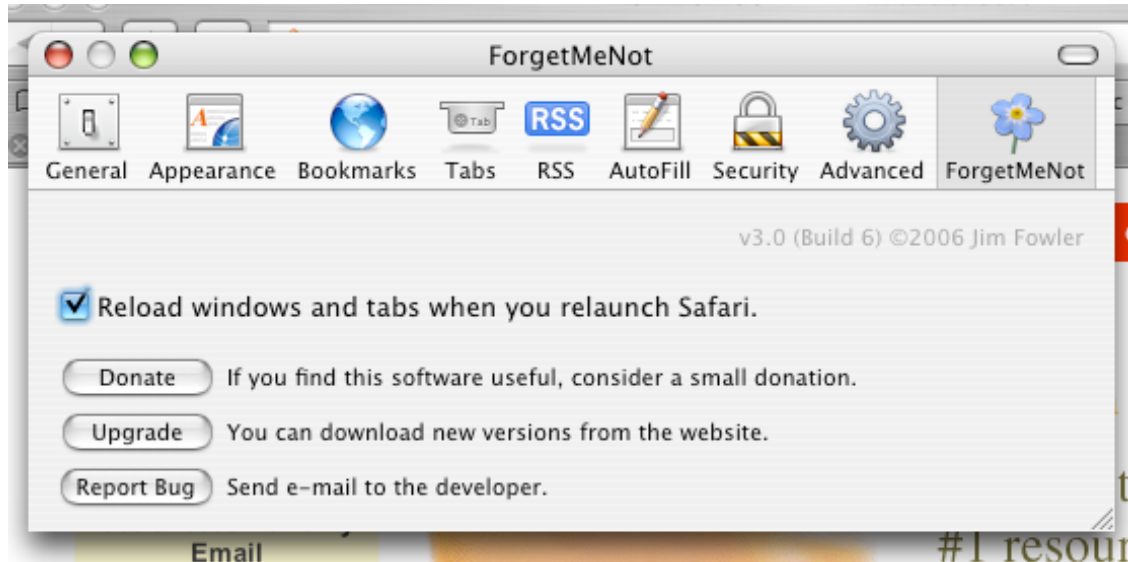 ForgetMeNot
Tab
RSS
General Appearance Bookmarks Tabs RSS AutoFill Security Advanced ForgetMeNot
v3.0 (Build 6) ©2006 Jim Fowler
Reload windows and tabs when you relaunch Safari.
Donate If you find this software useful, consider a small donation.
Upgrade You can download new versions from the website.
Report Bug Send e-mail to the developer.
Email
#1